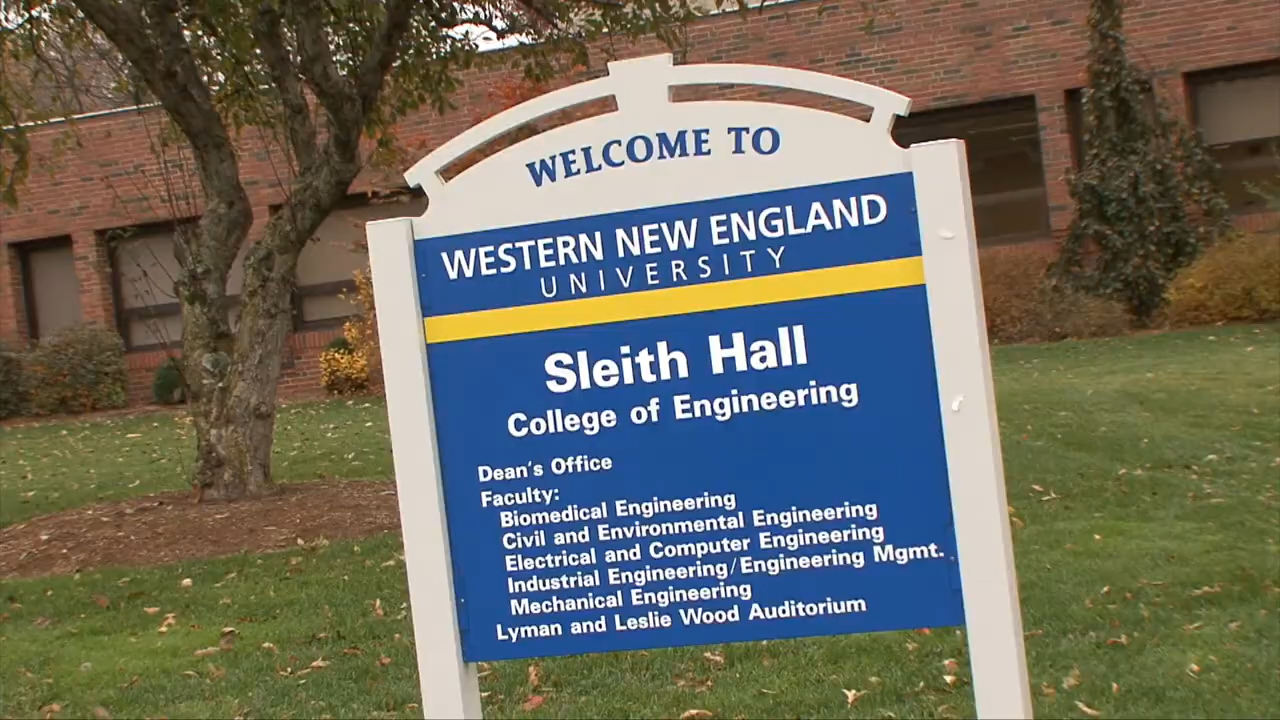 WELCOME TO
WESTERN NEW ENGLAND
UNIVERSITY
Sleith Hall
College of Engineering
Dean's Office
Faculty:
Biomedical Engineering
Civil and Environmental Engineering
Electrical and Computer Engineering
Industrial Engineering/Engineering Mgmt.
Mechanical Engineering
Lyman and Leslie Wood Auditorium